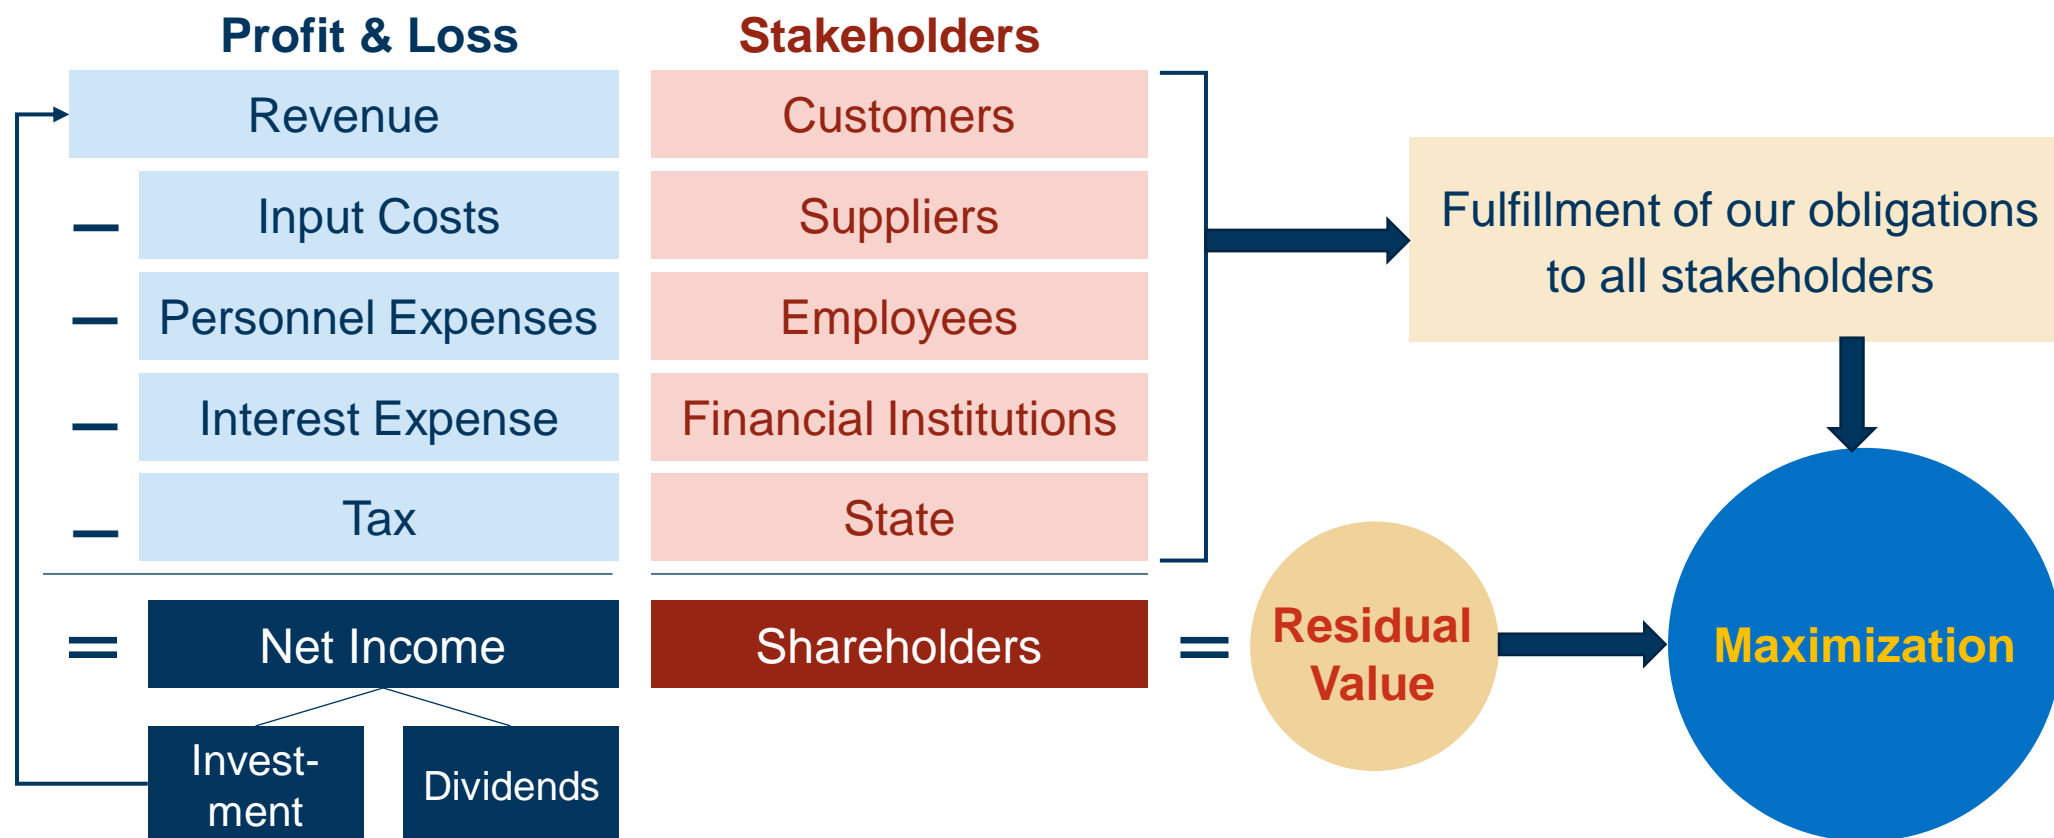 Profit & Loss
Stakeholders
Revenue
Customers
– Input Costs
Suppliers
– Personnel Expenses
Employees
– Interest Expense
Financial Institutions
– Tax
State
= Net Income
Shareholders
= Residual
Value
Invest-
ment
Dividends
Fulfillment of our obligations
to all stakeholders
Maximization